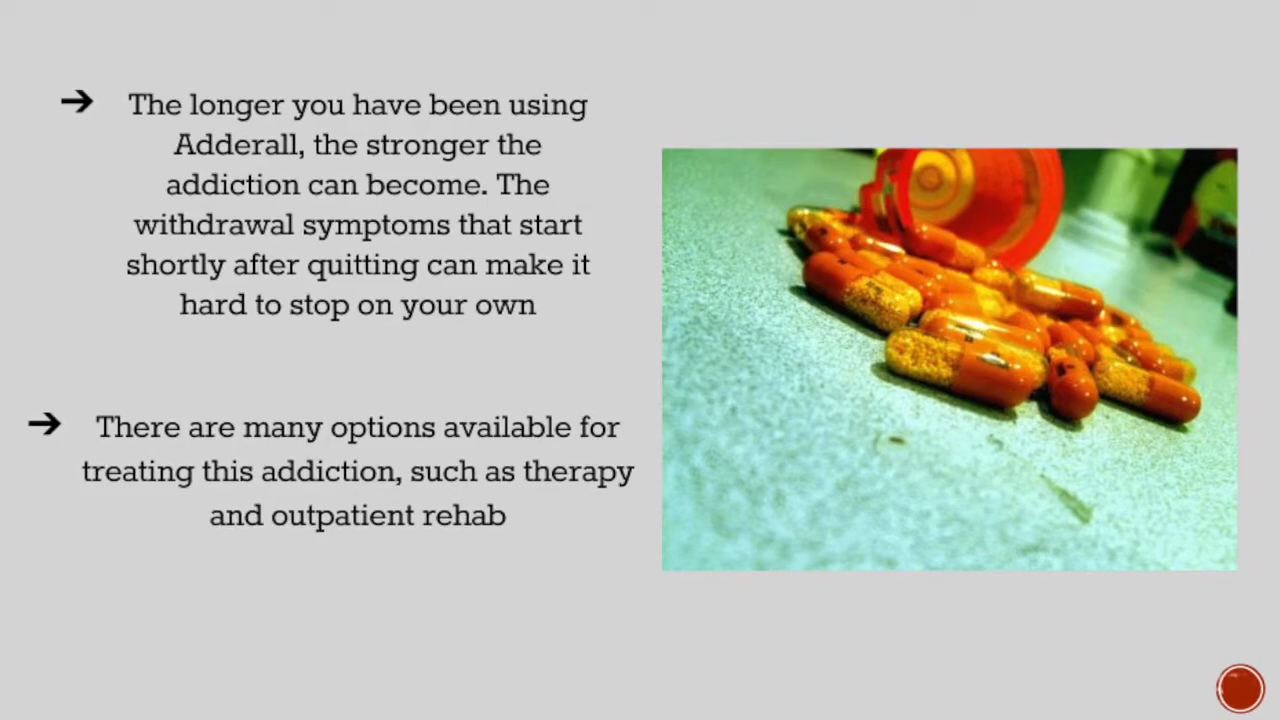 ➔ The longer you have been using
Adderall, the stronger the
addiction can become. The
withdrawal symptoms that start
shortly after quitting can make it
hard to stop on your own
➔ There are many options available for
treating this addiction, such as therapy
and outpatient rehab